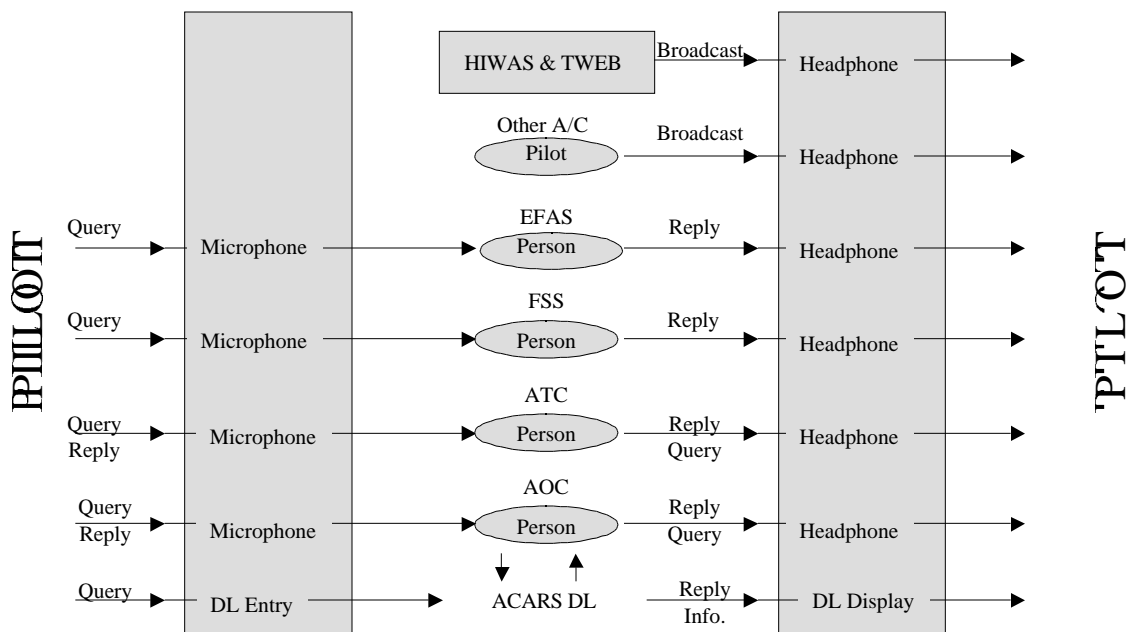 HIWAS & TWEB Broadcast Headphone
Other A/C
Pilot Broadcast Headphone
EFAS
Query Microphone Person Reply Headphone
FSS
Query Microphone Person Reply Headphone
ATC
Query Microphone Person Reply Headphone
Reply Query
AOC
Query Microphone Person Reply Headphone
Reply Query
Query DL Entry ACARS DL Reply DL Display
Info.
PILOT
PILOT